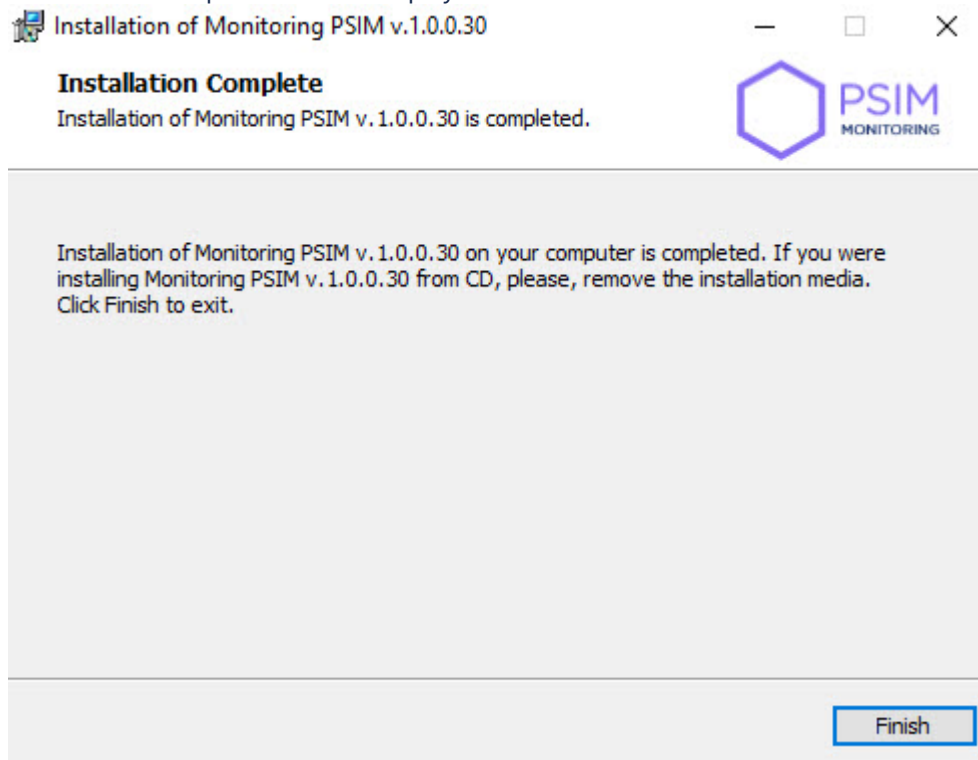 Installation of Monitoring PSIM v.1.0.0.30
Installation Complete
Installation of Monitoring PSIM v.1.0.0.30 is completed.
PSIM
MONITORING
Installation of Monitoring PSIM v.1.0.0.30 on your computer is completed. If you were
installing Monitoring PSIM v.1.0.0.30 from CD, please, remove the installation media.
Click Finish to exit.
Finish